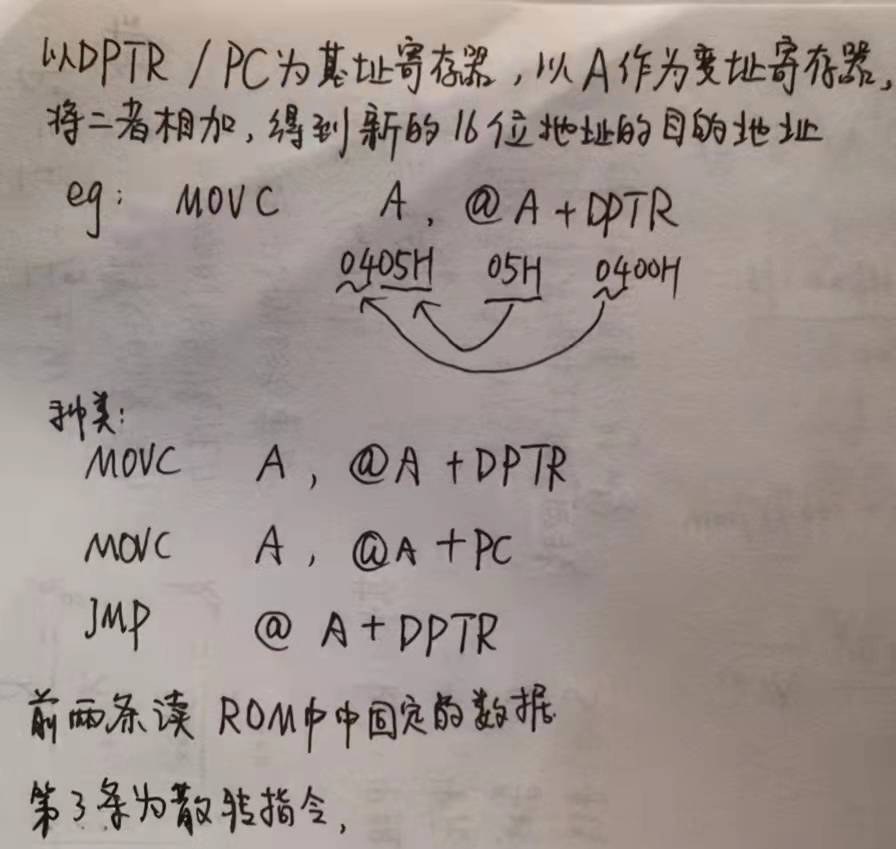 以DPTR / PC为基址寄存器，以A作为变址寄存器，
将二者相加，得到新的16位地址的目的地址
eg： MOVC A, @A+DPTR
0405H 05H 0400H
种类：
MOVC A, @A+DPTR
MOVC A, @A+PC
JMP @A+DPTR
前两条读ROM中中固定的数据
第3条为散转指令，